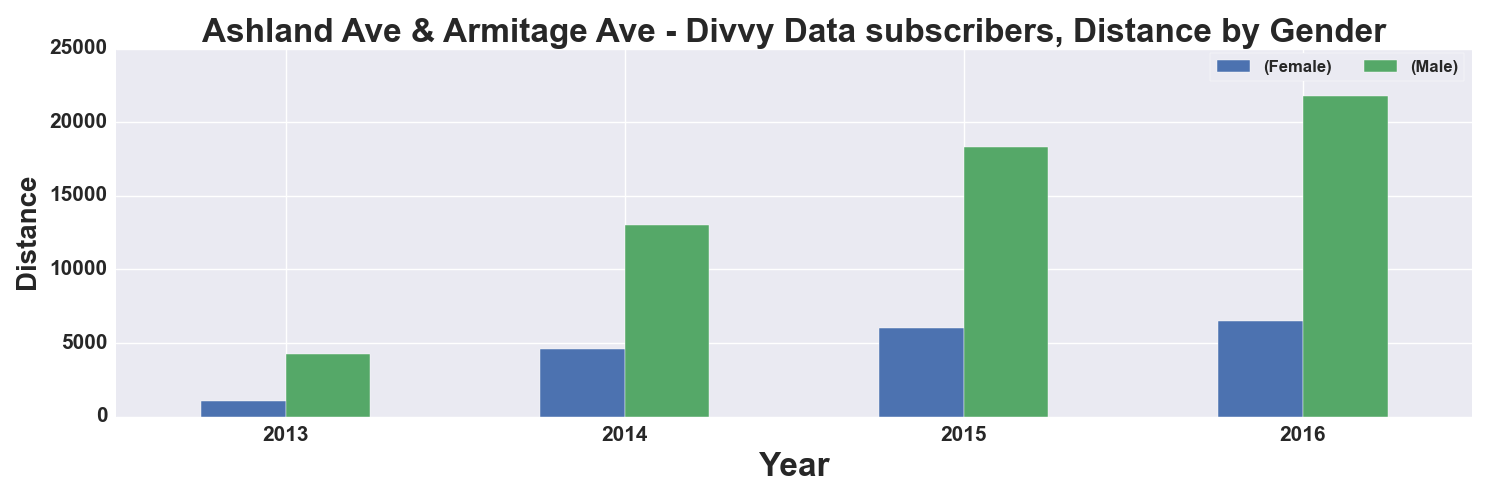 Ashland Ave & Armitage Ave - Divvy Data subscribers, Distance by Gender
(Female) (Male)
Distance
25000
20000
15000
10000
5000
0
2013 2014 2015 2016
Year